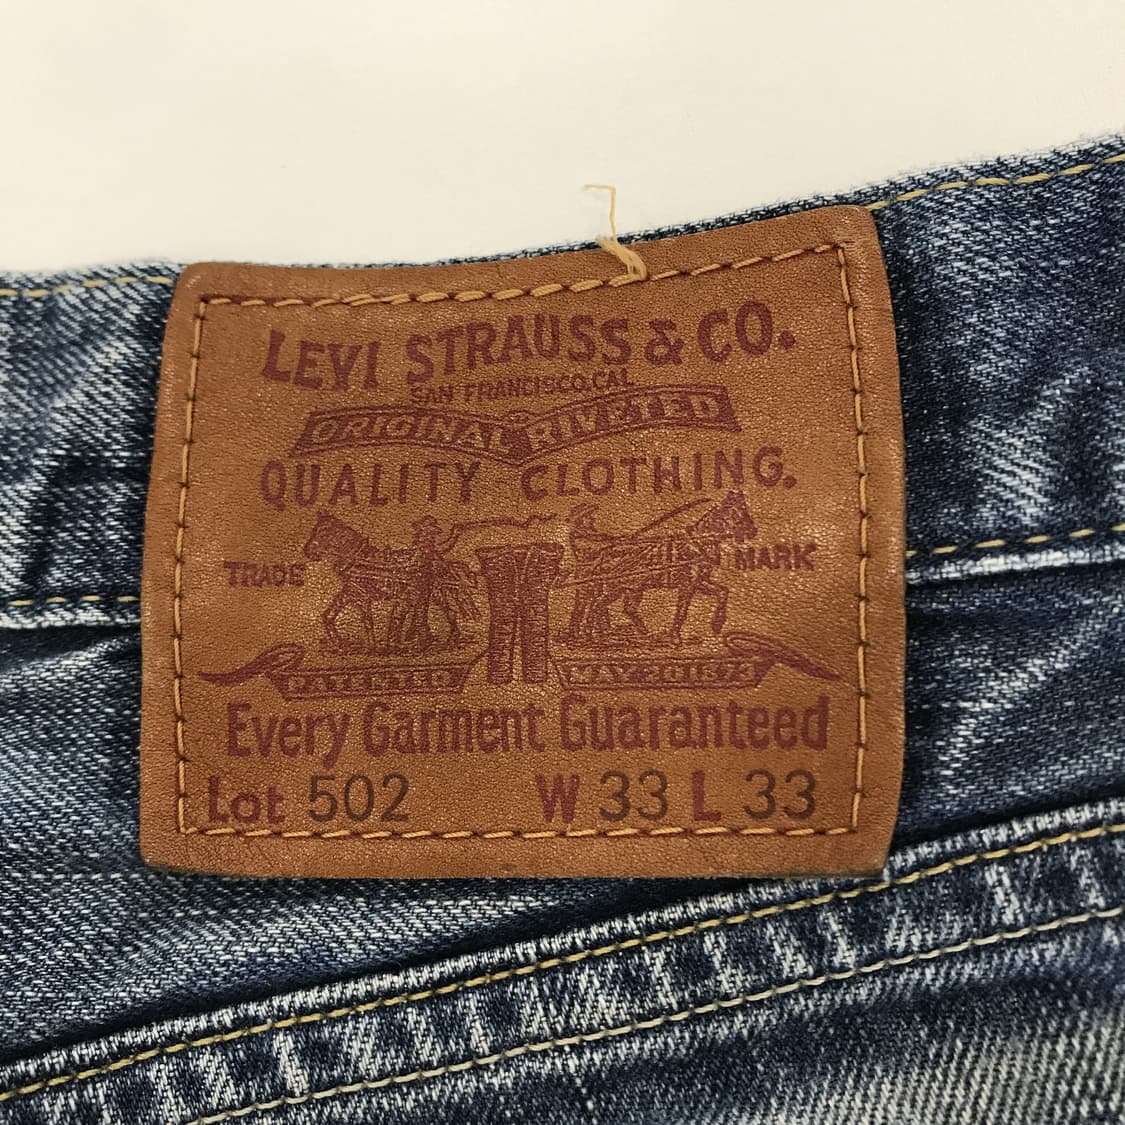 LEVI STRAUSS & CO.
SAN FRANCISCO, CAL
ORIGINAL RIVETED
QUALITY CLOTHING.
TRADE MARK
PATENTED MAY 20 1873
Every Garment Guaranteed
Lot 502 W 33 L 33